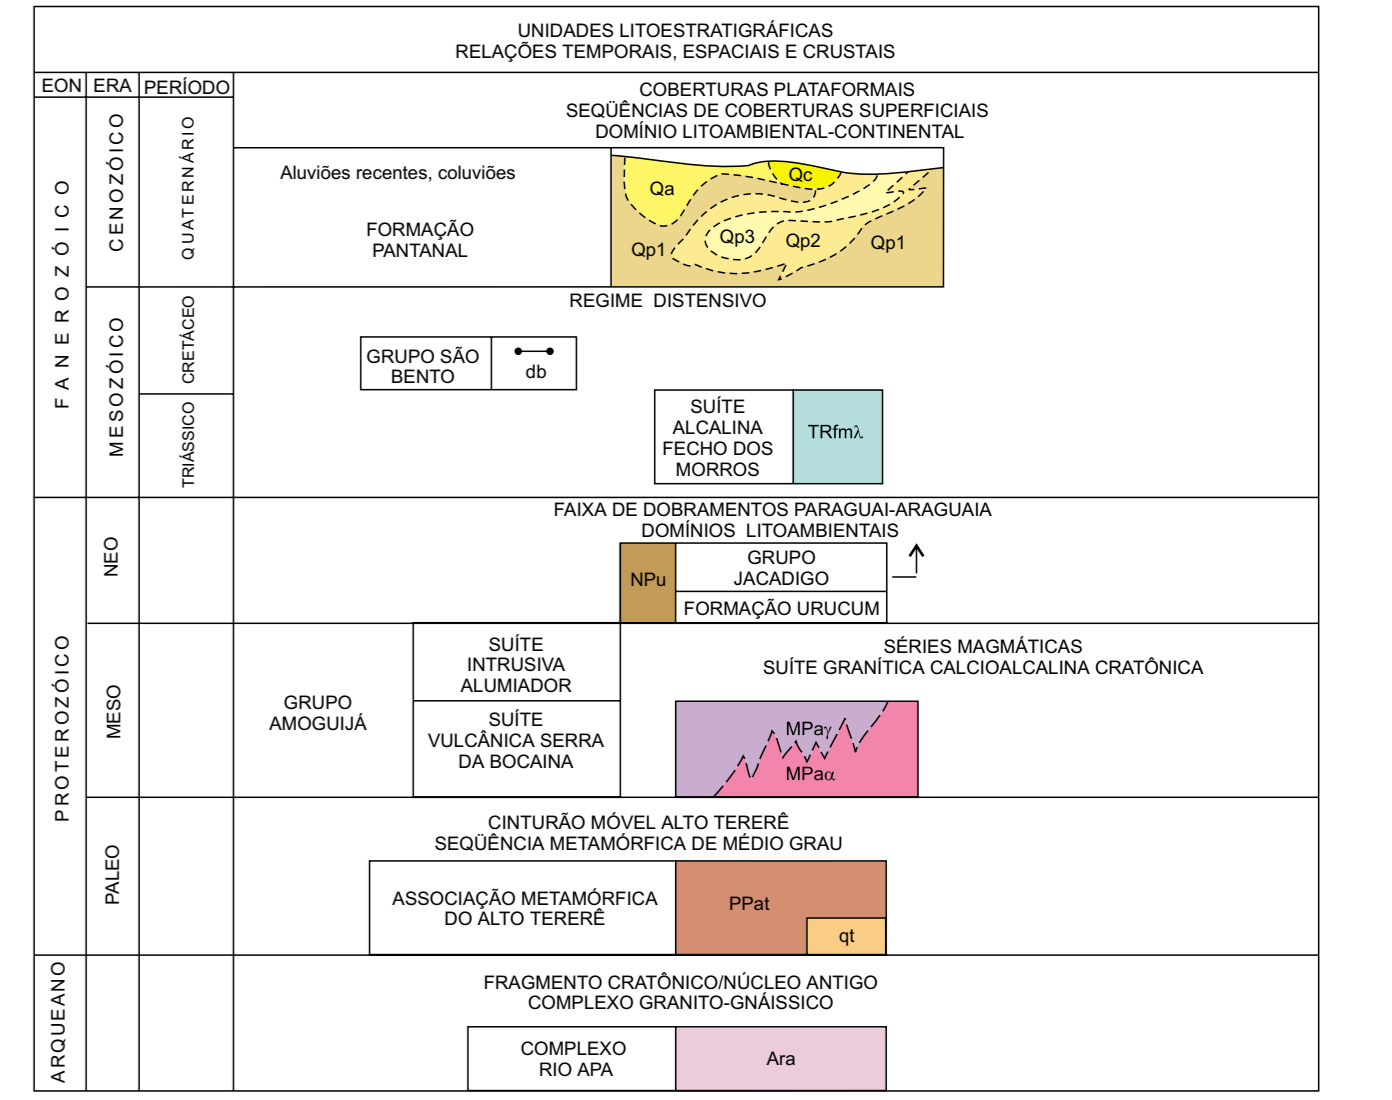 UNIDADES LITOESTRATIGRÁFICAS
RELAÇÕES TEMPORAIS, ESPACIAIS E CRUSTAIS
EON
ERA
PERÍODO
FANEROZÓICO
CENOZÓICO
QUATERNÁRIO
COBERTURAS PLATAFORMAIS
SEQÜÊNCIAS DE COBERTURAS SUPERFICIAIS
DOMÍNIO LITOAMBIENTAL-CONTINENTAL
Aluviões recentes, coluviões
FORMAÇÃO
PANTANAL
Qa
Qc
Qp1
Qp3
Qp2
Qp1
MESOZÓICO
CRETÁCEO
REGIME DISTENSIVO
GRUPO SÃO
BENTO
db
TRIÁSSICO
SUÍTE
ALCALINA
FECHO DOS
MORROS
TRfmλ
PROTEROZÓICO
NEO
FAIXA DE DOBRAMENTOS PARAGUAI-ARAGUAIA
DOMÍNIOS LITOAMBIENTAIS
NPu
GRUPO
JACADIGO
FORMAÇÃO URUCUM
MESO
GRUPO
AMOGUIJÁ
SUÍTE
INTRUSIVA
ALUMIADOR
SUÍTE
VULCÂNICA SERRA
DA BOCAINA
SÉRIES MAGMÁTICAS
SUÍTE GRANÍTICA CALCIOALCALINA CRATÔNICA
MPaγ
MPaα
PALEO
CINTURÃO MÓVEL ALTO TERERÊ
SEQÜÊNCIA METAMÓRFICA DE MÉDIO GRAU
ASSOCIAÇÃO METAMÓRFICA
DO ALTO TERERÊ
PPat
qt
ARQUEANO
FRAGMENTO CRATÔNICO/NÚCLEO ANTIGO
COMPLEXO GRANITO-GNÁISSICO
COMPLEXO
RIO APA
Ara